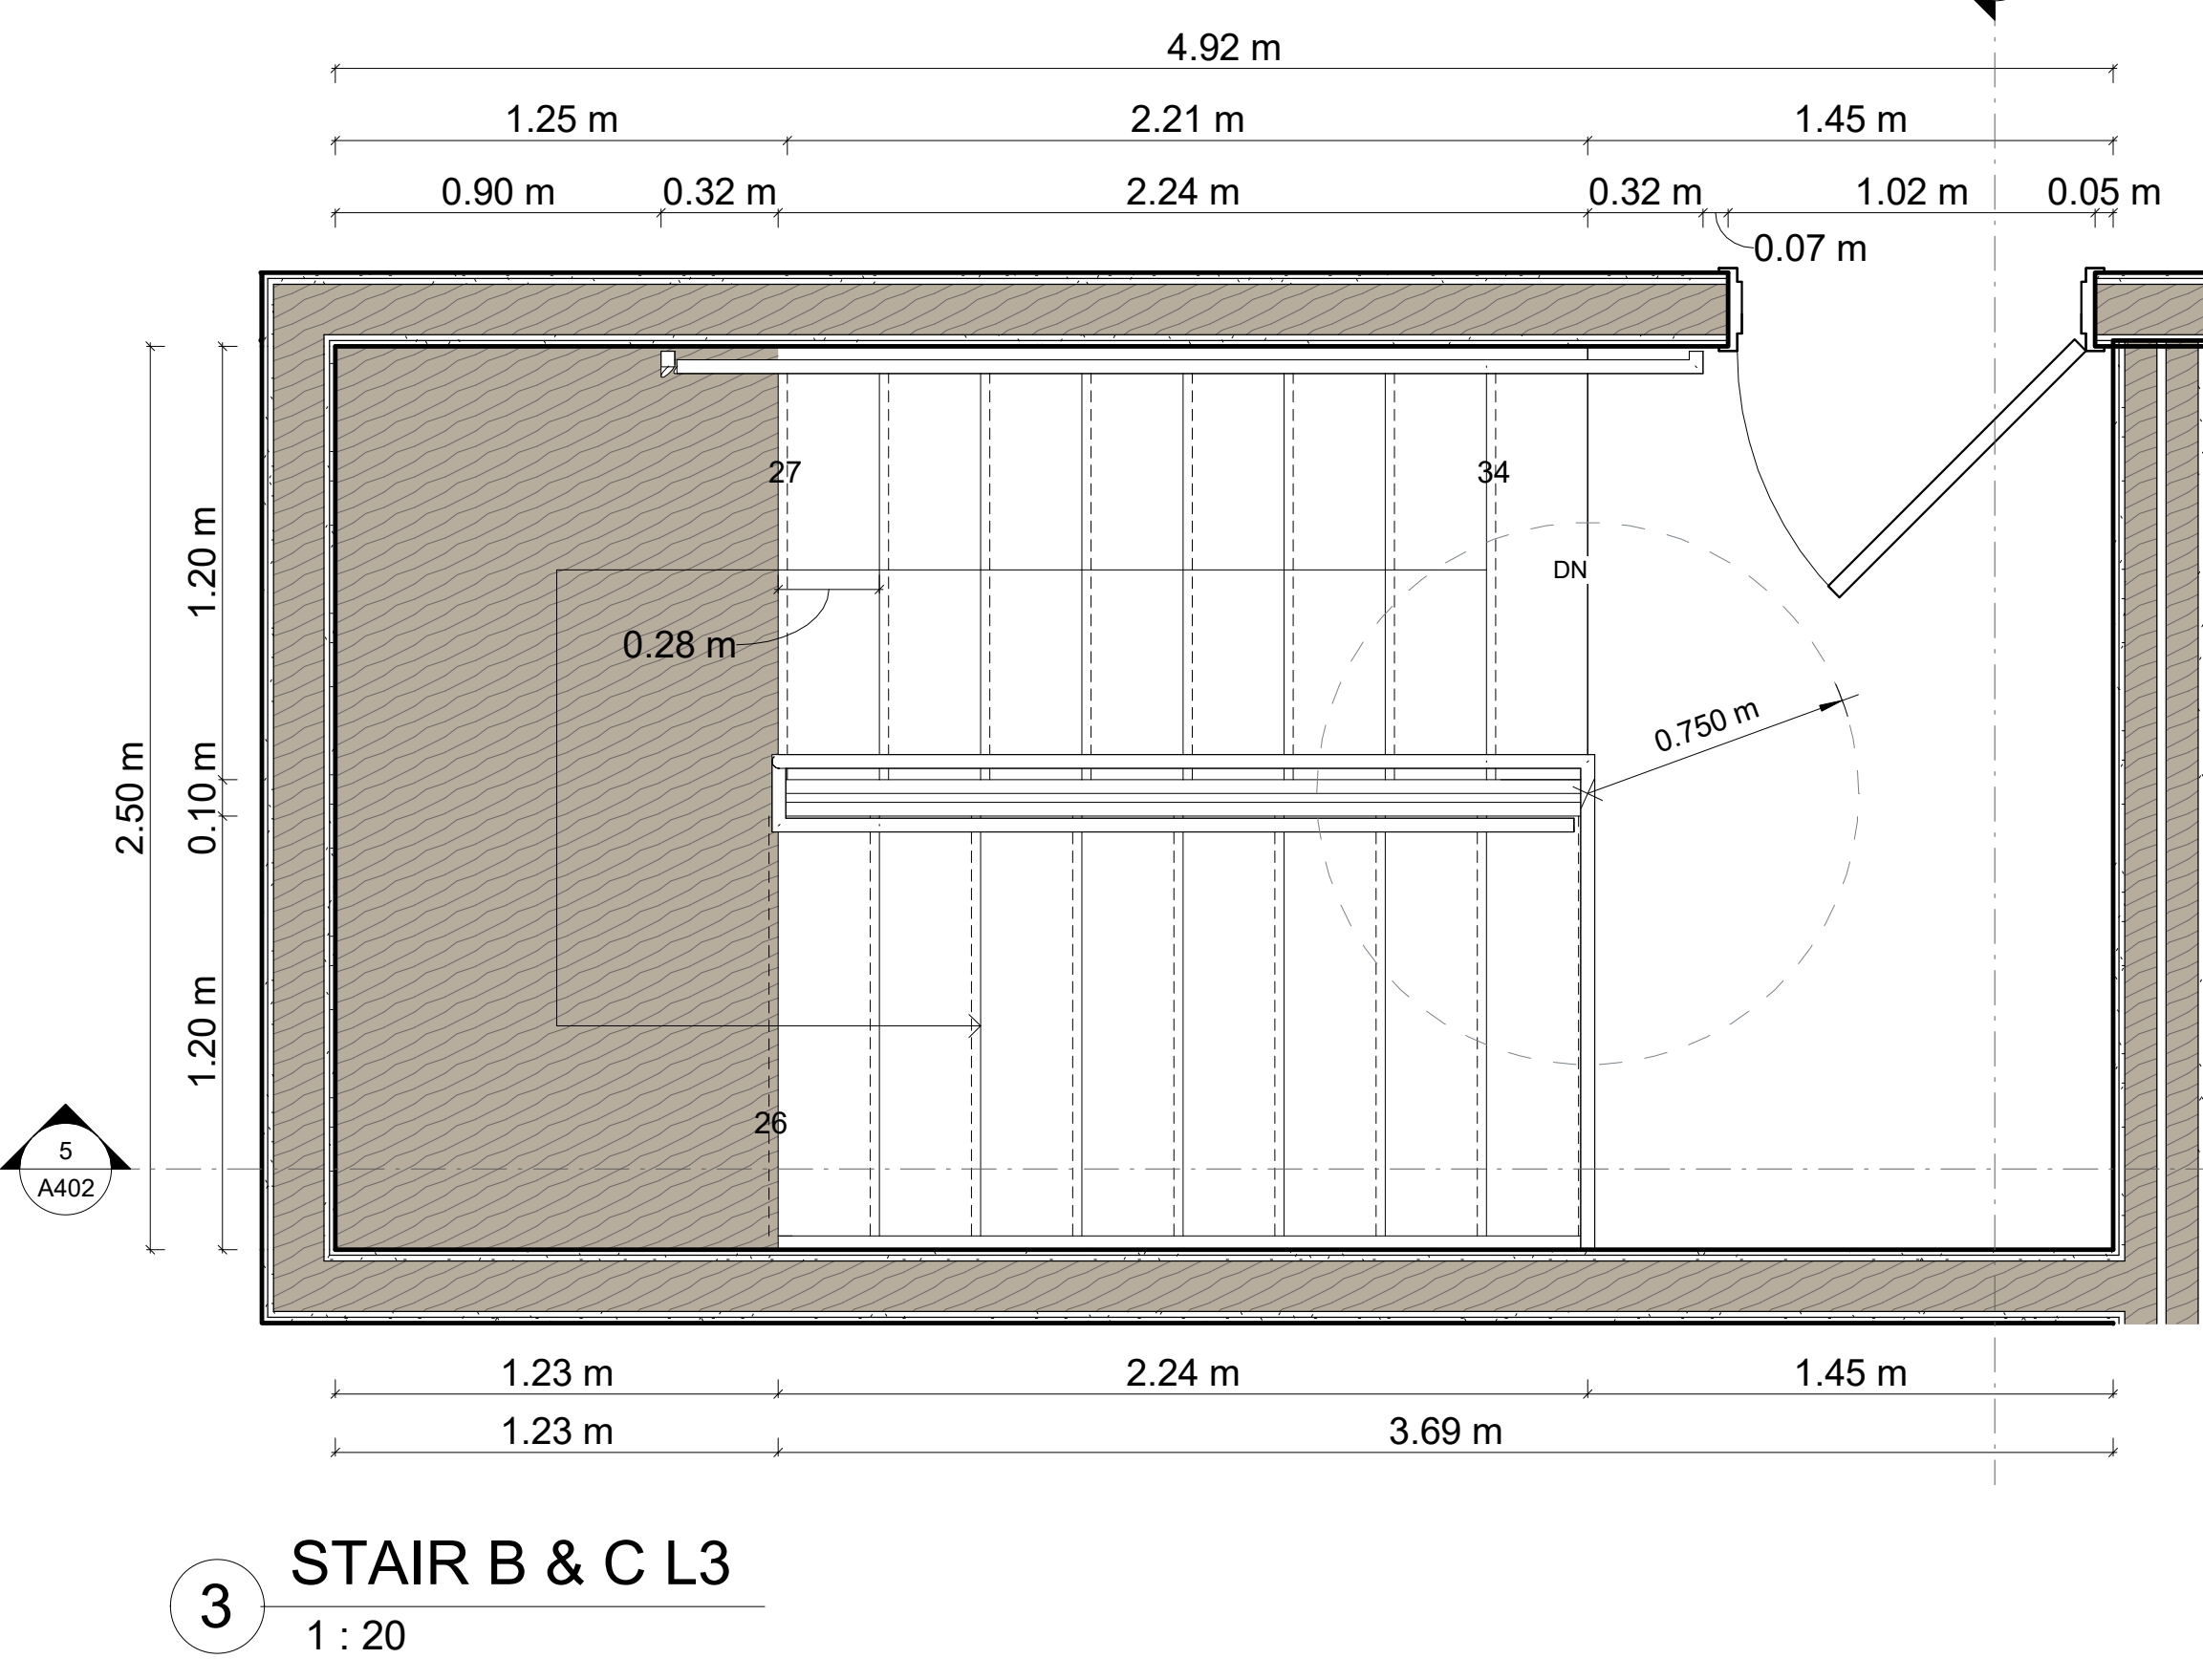 4.92 m
1.25 m
2.21 m
1.45 m
0.90 m
0.32 m
2.24 m
0.32 m
1.02 m
0.05 m
0.07 m
27
34
DN
0.28 m
0.750 m
1.20 m
0.10 m
2.50 m
1.20 m
26
5
A402
1.23 m
2.24 m
1.45 m
1.23 m
3.69 m
3
STAIR B & C L3
1 : 20